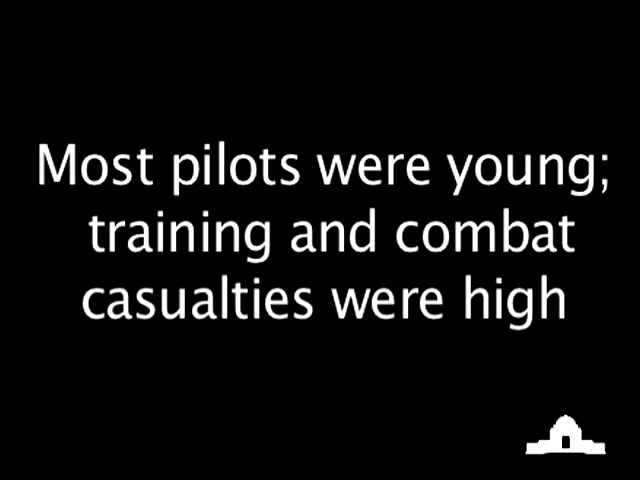 Most pilots were young;
training and combat
casualties were high